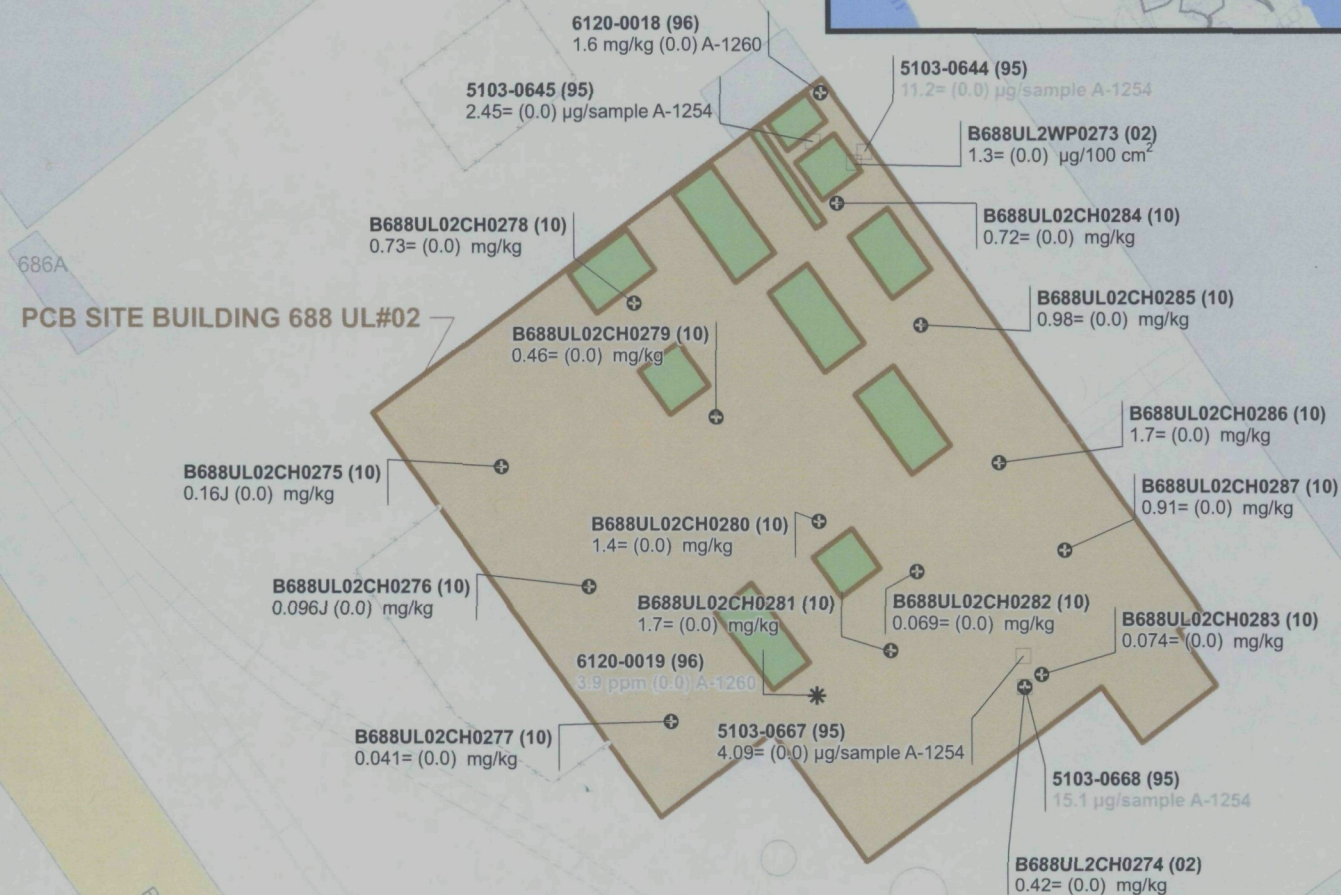 6120-0018 (96)
1.6 mg/kg (0.0) A-1260
5103-0645 (95)
2.45= (0.0) µg/sample A-1254
5103-0644 (95)
11.2= (0.0) µg/sample A-1254
B688UL2WP0273 (02)
1.3= (0.0) µg/100 cm²
B688UL02CH0278 (10)
0.73= (0.0) mg/kg
B688UL02CH0284 (10)
0.72= (0.0) mg/kg
686A
PCB SITE BUILDING 688 UL#02
B688UL02CH0285 (10)
0.98= (0.0) mg/kg
B688UL02CH0279 (10)
0.46= (0.0) mg/kg
B688UL02CH0286 (10)
1.7= (0.0) mg/kg
B688UL02CH0275 (10)
0.16J (0.0) mg/kg
B688UL02CH0287 (10)
0.91= (0.0) mg/kg
B688UL02CH0280 (10)
1.4= (0.0) mg/kg
B688UL02CH0276 (10)
0.096J (0.0) mg/kg
B688UL02CH0281 (10)
1.7= (0.0) mg/kg
B688UL02CH0282 (10)
0.069= (0.0) mg/kg
B688UL02CH0283 (10)
0.074= (0.0) mg/kg
6120-0019 (96)
3.9 ppm (0.0) A-1260
B688UL02CH0277 (10)
0.041= (0.0) mg/kg
5103-0667 (95)
4.09= (0.0) µg/sample A-1254
5103-0668 (95)
15.1 µg/sample A-1254
B688UL2CH0274 (02)
0.42= (0.0) mg/kg